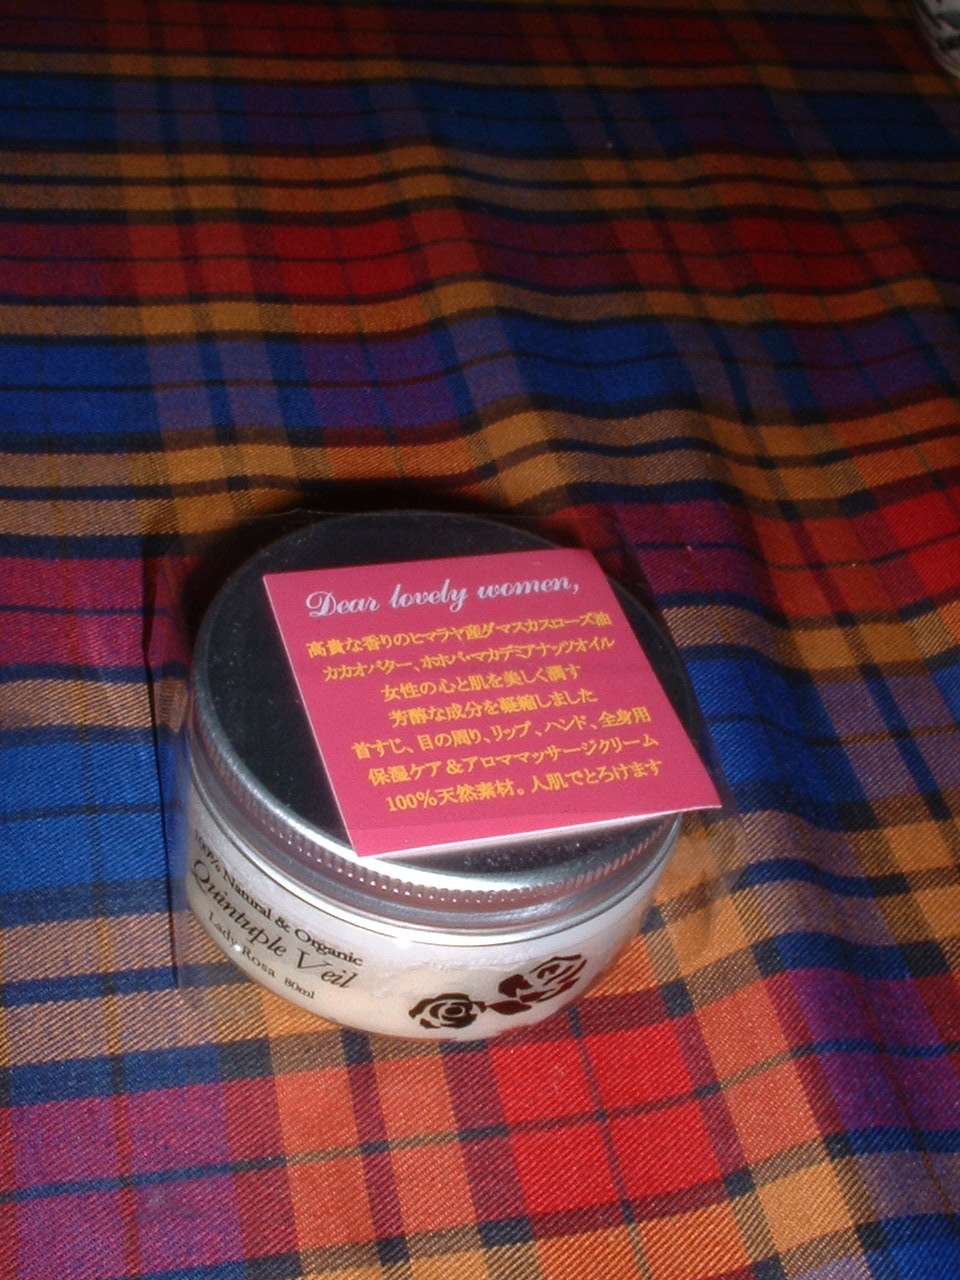 Dear lovely women,
高貴な香りのヒマラヤ産ダマスカスローズ油
カカオバター、ホホバ・マカデミアナッツオイル
女性の心と肌を美しく潤す
芳醇な成分を凝縮しました
首すじ、目の周り、リップ、ハンド、全身用
保湿ケア&アロママッサージクリーム
100%天然素材。人肌でとろけます
100% Natural & Organic
Quintuple Veil
Lady Rosa 80ml